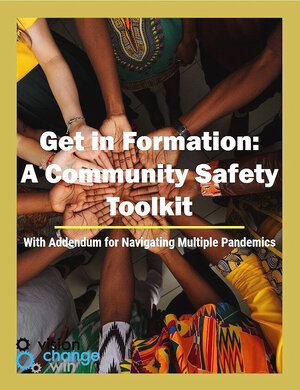 Get in Formation:
A Community Safety
Toolkit
With Addendum for Navigating Multiple Pandemics
vision
change
win